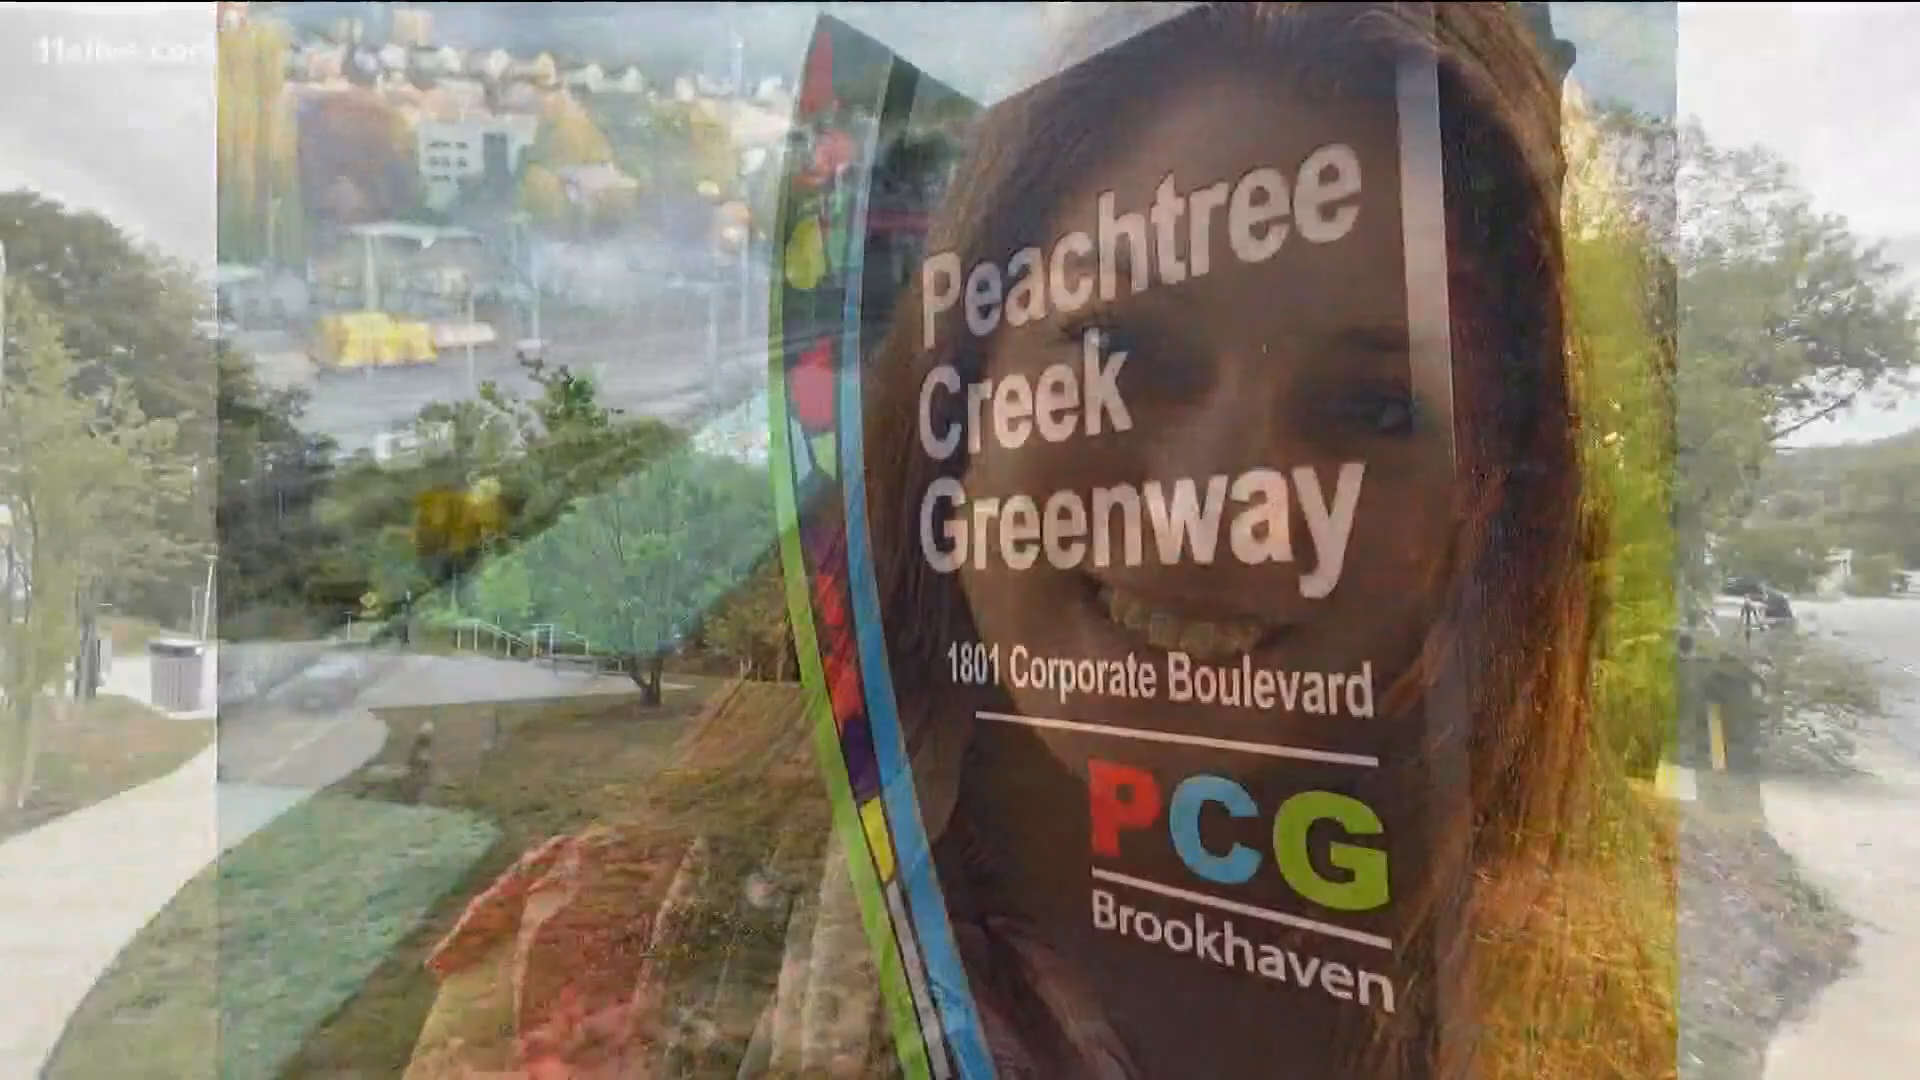 Peachtree
Creek
Greenway
1801 Corporate Boulevard
PCG
Brookhaven